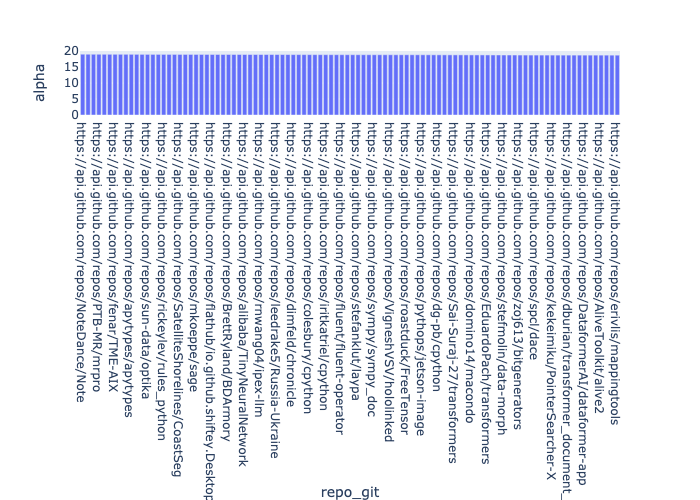 alpha
20
15
10
5
0
https://api.github.com/repos/NoteDance/Note
https://api.github.com/repos/PTB-MR/mrpro
https://api.github.com/repos/fenar/TME-AIX
https://api.github.com/repos/apytypes/apytypes
https://api.github.com/repos/sun-data/optika
https://api.github.com/repos/rickeylev/rules_python
https://api.github.com/repos/SatelliteShorelines/CoastSeg
https://api.github.com/repos/mkoeppe/sage
https://api.github.com/repos/flathub/io.github.shiftey.Desktop
https://api.github.com/repos/BrettRyland/BDArmory
https://api.github.com/repos/alibaba/TinyNeuralNetwork
https://api.github.com/repos/rnwang04/ipex-llm
https://api.github.com/repos/leedrake5/Russia-Ukraine
https://api.github.com/repos/dimfeld/chronicle
https://api.github.com/repos/colesbury/cpython
https://api.github.com/repos/iritkatriel/cpython
https://api.github.com/repos/fluent/fluent-operator
https://api.github.com/repos/stefanklut/laypa
https://api.github.com/repos/sympy/sympy_doc
https://api.github.com/repos/VigneshVSV/hololinked
https://api.github.com/repos/roastduck/FreeTensor
https://api.github.com/repos/pythops/jetson-image
https://api.github.com/repos/dg-pb/cpython
https://api.github.com/repos/Sai-Suraj-27/transformers
https://api.github.com/repos/domino14/macondo
https://api.github.com/repos/EduardoPach/transformers
https://api.github.com/repos/stefmolin/data-morph
https://api.github.com/repos/zqj613/bitgenerators
https://api.github.com/repos/spcl/dace
https://api.github.com/repos/kekeimiku/PointerSearcher-X
https://api.github.com/repos/dburian/transformer_document_
https://api.github.com/repos/DataformerAI/dataformer-app
https://api.github.com/repos/AliveToolkit/alive2
https://api.github.com/repos/erivlis/mappingtools
repo_git